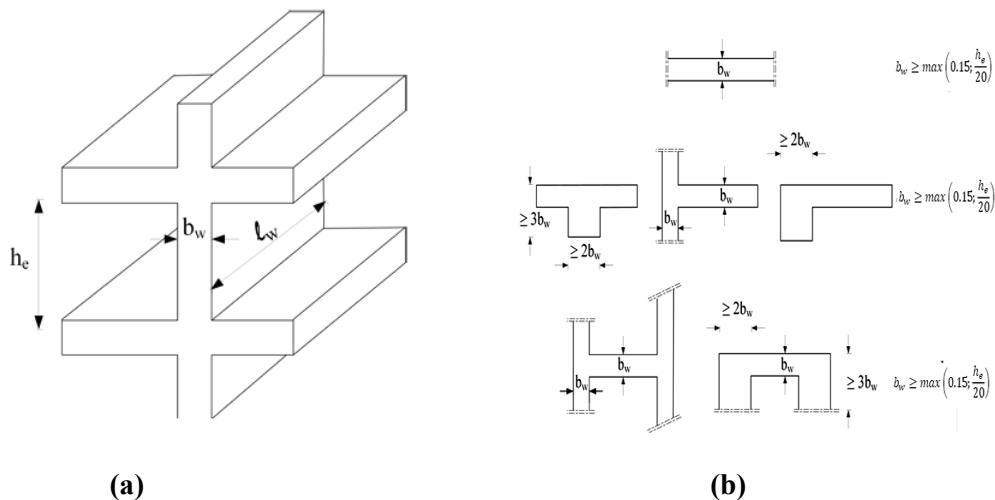 b_w
ℓ_w
h_e
(a)
b_w
b_w ≥ max(0.15; h_e/20)
≥ 2b_w
≥ 3b_w
b_w
b_w
≥ 2b_w
b_w ≥ max(0.15; h_e/20)
≥ 2b_w
b_w
b_w
b_w
≥ 3b_w
b_w ≥ max(0.15; h_e/20)
(b)